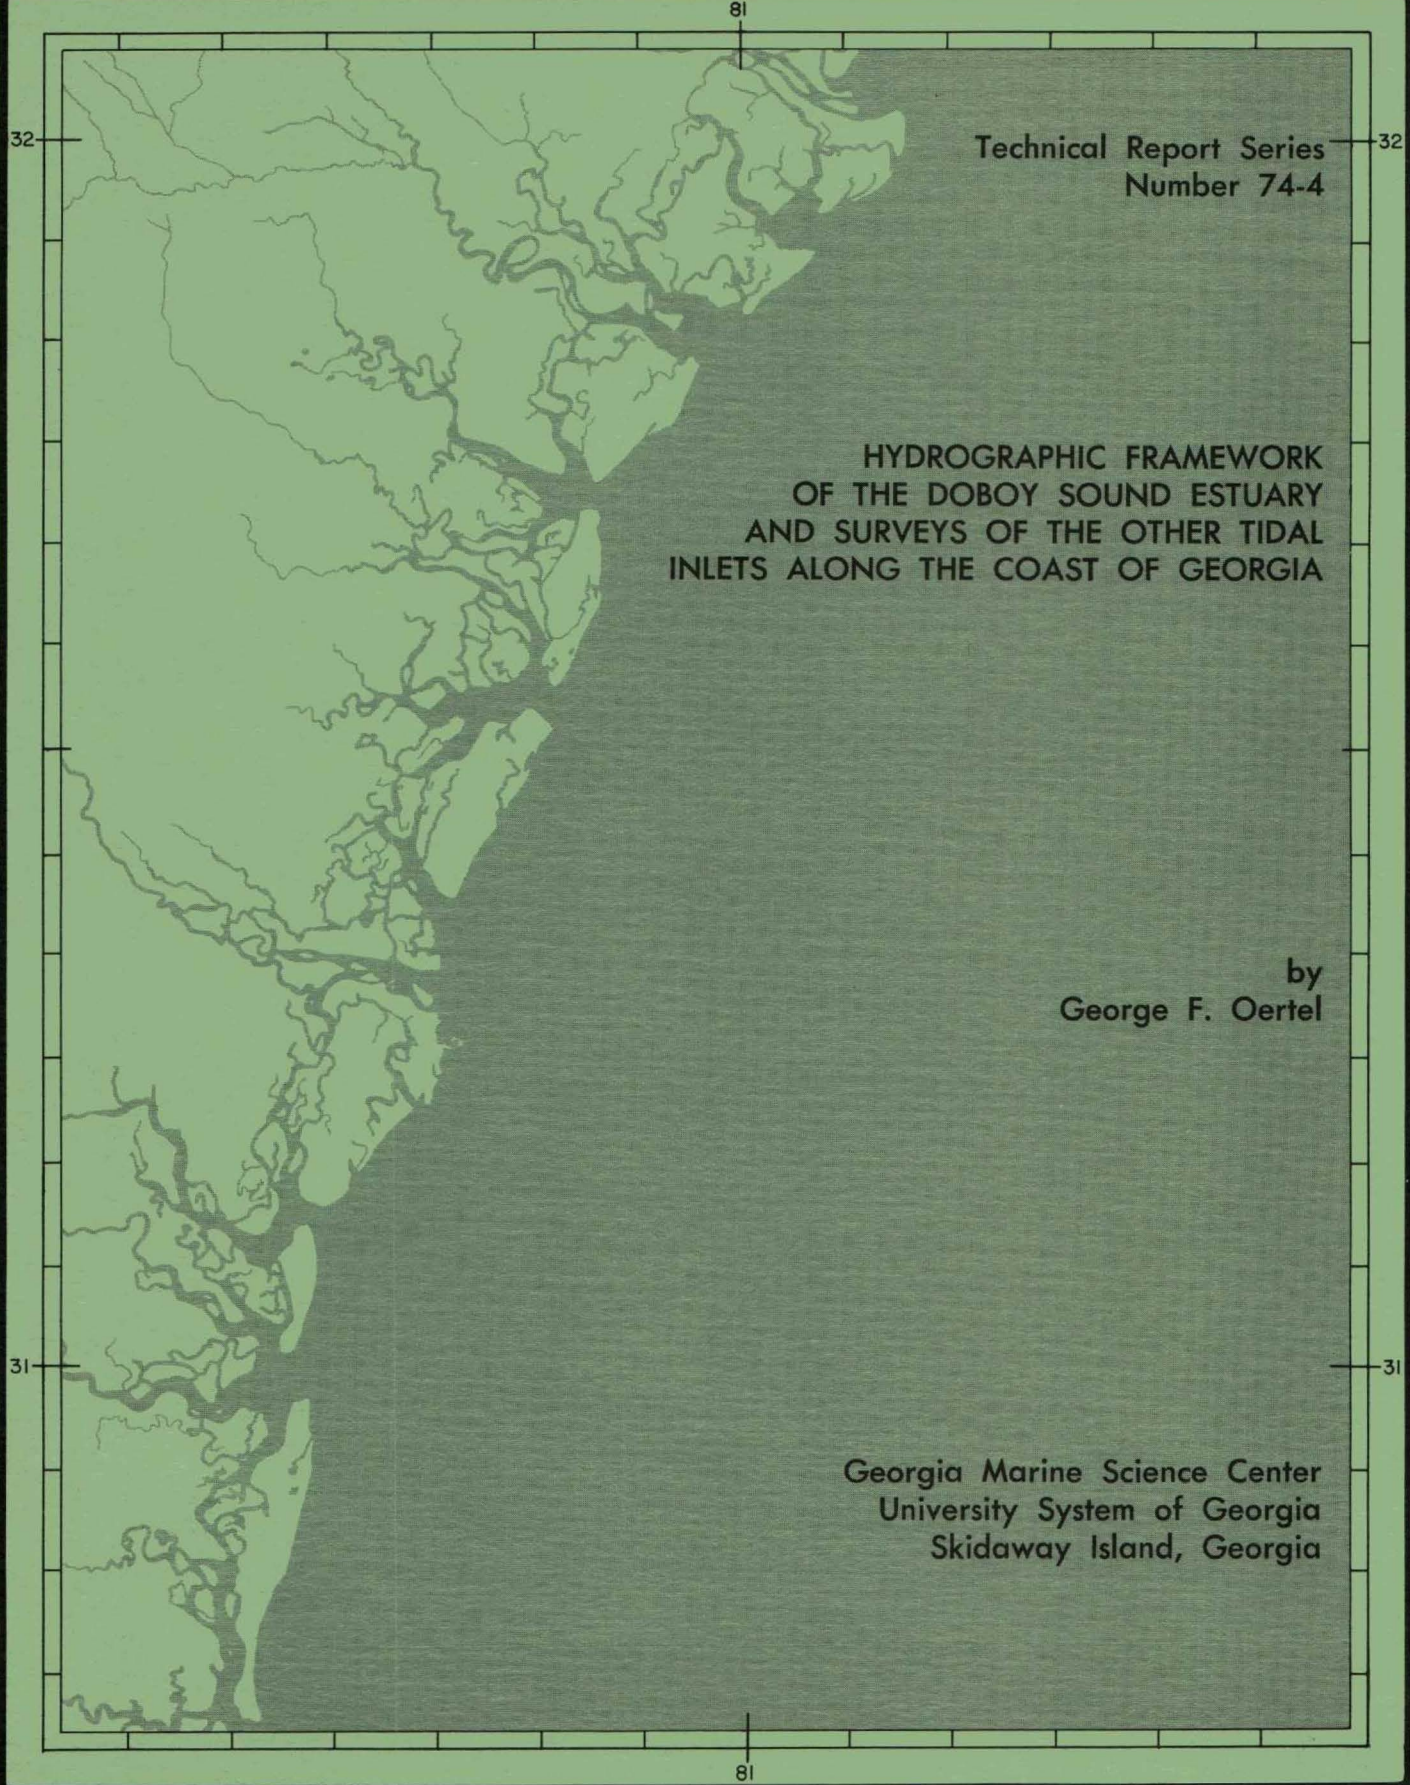 81
32
32
Technical Report Series
Number 74-4
HYDROGRAPHIC FRAMEWORK
OF THE DOBOY SOUND ESTUARY
AND SURVEYS OF THE OTHER TIDAL
INLETS ALONG THE COAST OF GEORGIA
by
George F. Oertel
31
31
Georgia Marine Science Center
University System of Georgia
Skidaway Island, Georgia
81